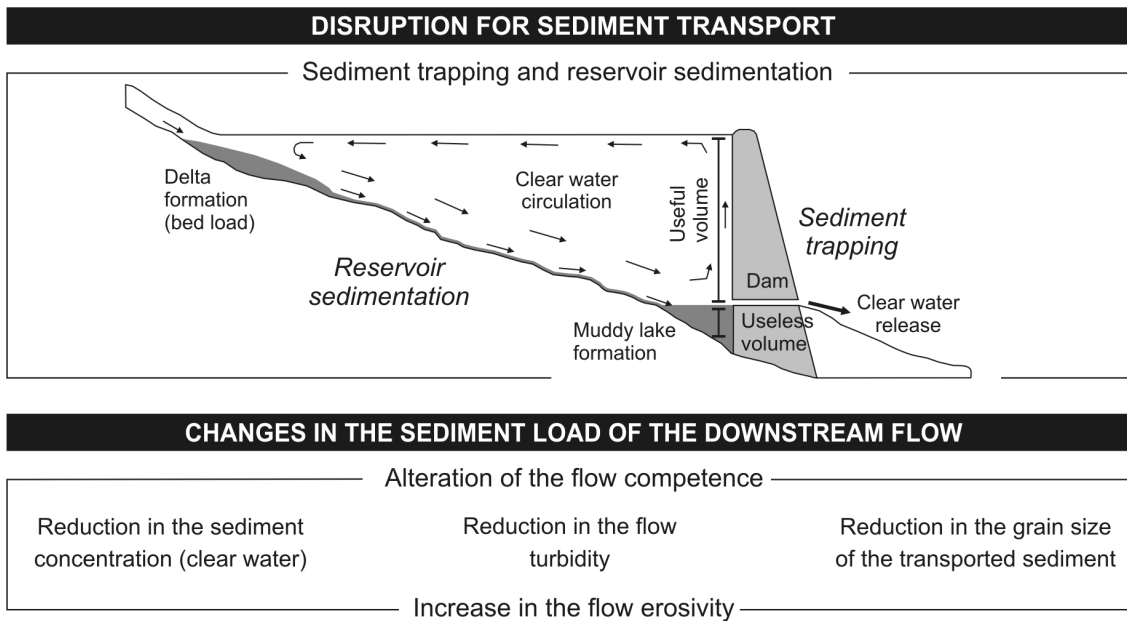 DISRUPTION FOR SEDIMENT TRANSPORT
Sediment trapping and reservoir sedimentation
Delta
formation
(bed load)
Clear water
circulation
Useful
volume
Sediment
trapping
Reservoir
sedimentation
Dam
Clear water
release
Muddy lake
formation
Useless
volume
CHANGES IN THE SEDIMENT LOAD OF THE DOWNSTREAM FLOW
Alteration of the flow competence
Reduction in the sediment
concentration (clear water)
Reduction in the flow
turbidity
Reduction in the grain size
of the transported sediment
Increase in the flow erosivity